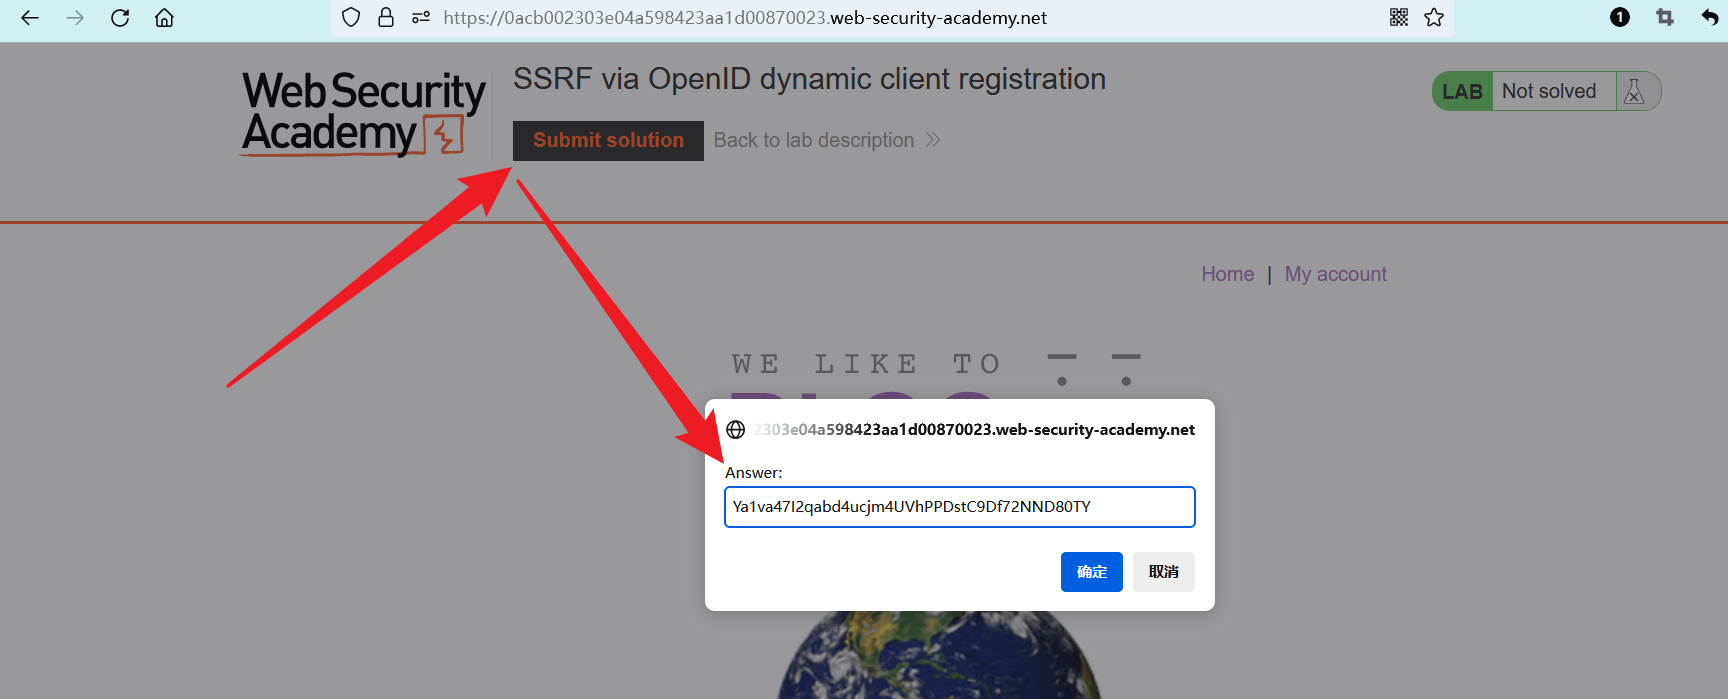 https://0acb002303e04a598423aa1d00870023.web-security-academy.net
1
Web Security
Academy
SSRF via OpenID dynamic client registration
LAB Not solved
Submit solution
Back to lab description
Home | My account
WE LIKE TO
2303e04a598423aa1d00870023.web-security-academy.net
Answer:
Ya1va47I2qabd4ucjm4UVhPPDstC9Df72NND80TY
确定 取消